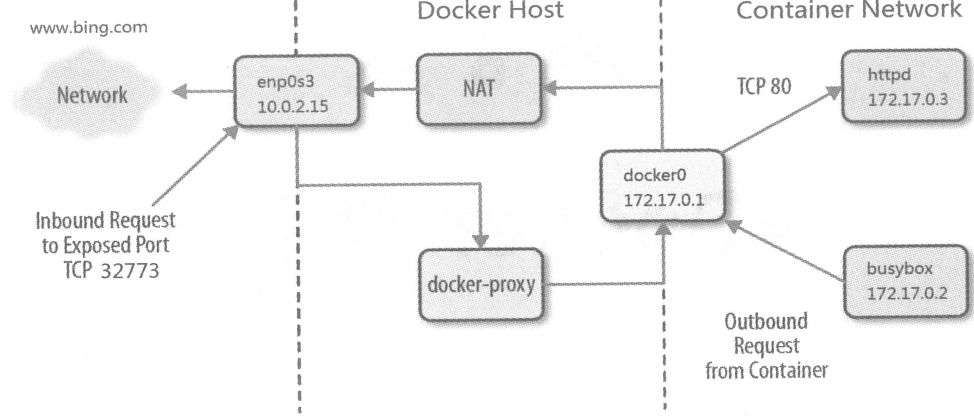 Docker Host
Container Network
www.bing.com
Network
enp0s3
10.0.2.15
NAT
TCP 80
httpd
172.17.0.3
docker0
172.17.0.1
Inbound Request
to Exposed Port
TCP 32773
docker-proxy
busybox
172.17.0.2
Outbound
Request
from Container